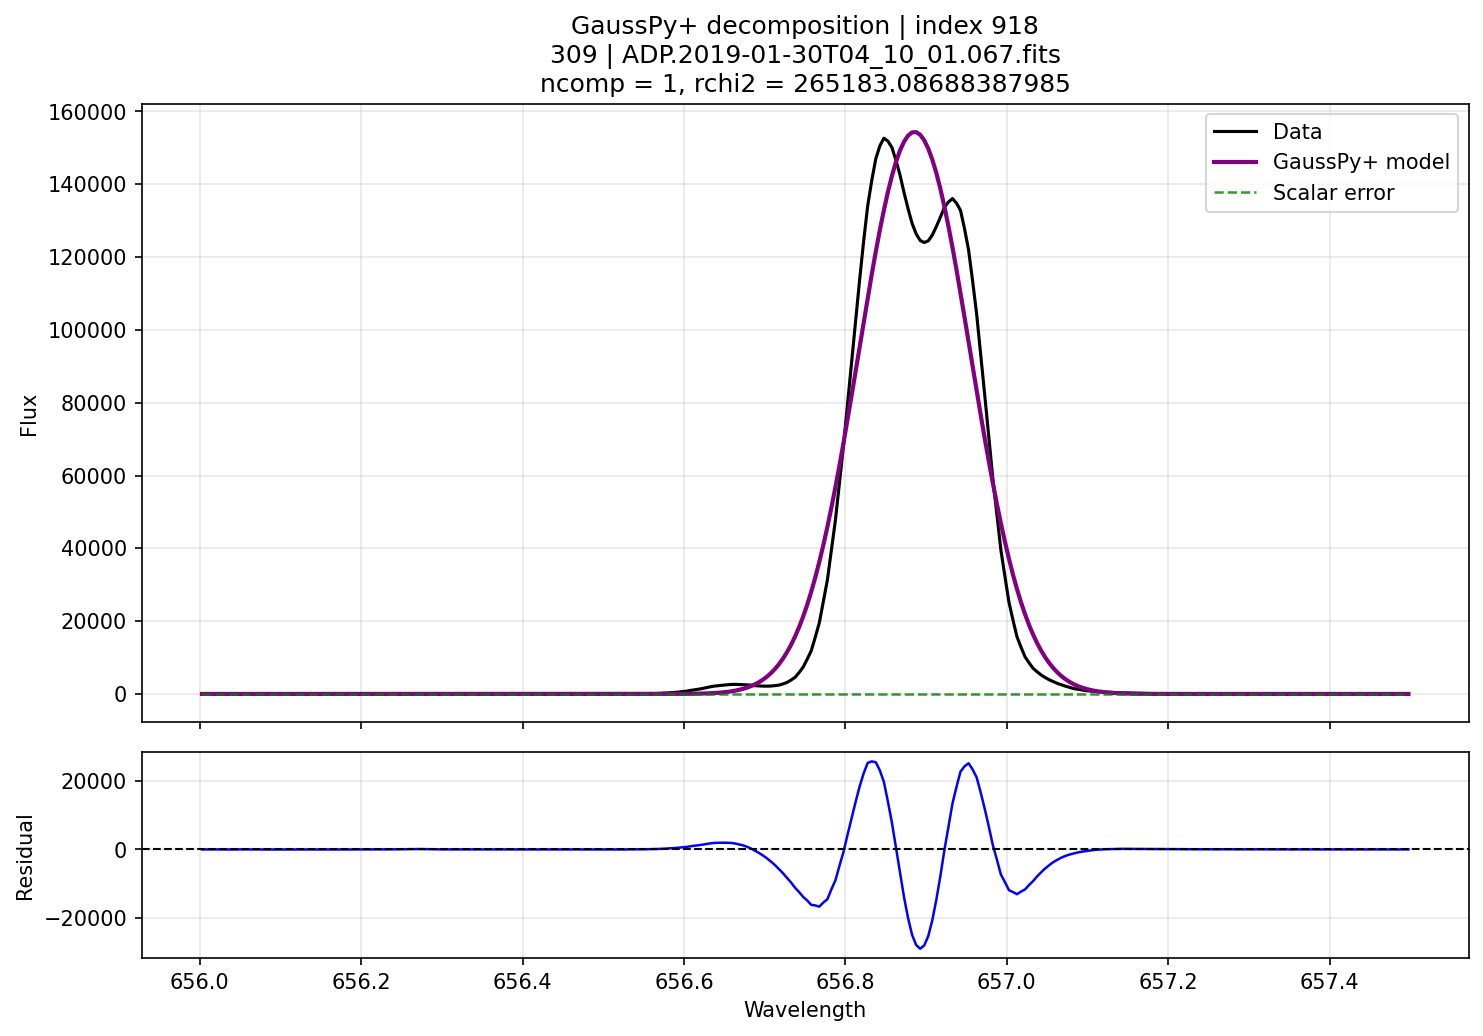 GaussPy+ decomposition | index 918
309 | ADP.2019-01-30T04_10_01.067.fits
ncomp = 1, rchi2 = 265183.08688387985
160000
140000
120000
100000
80000
60000
40000
20000
0
Flux
Data
GaussPy+ model
Scalar error
20000
0
−20000
Residual
656.0
656.2
656.4
656.6
656.8
657.0
657.2
657.4
Wavelength